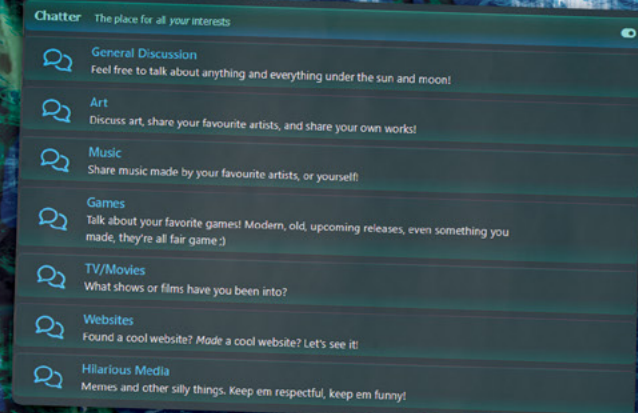 Chatter The place for all your interests
General Discussion
Feel free to talk about anything and everything under the sun and moon!
Art
Discuss art, share your favourite artists, and share your own works!
Music
Share music made by your favourite artists, or yourself!
Games
Talk about your favorite games! Modern, old, upcoming releases, even something you
made, they're all fair game ;)
TV/Movies
What shows or films have you been into?
Websites
Found a cool website? Made a cool website? Let's see it!
Hilarious Media
Memes and other silly things. Keep em respectful, keep em funny!